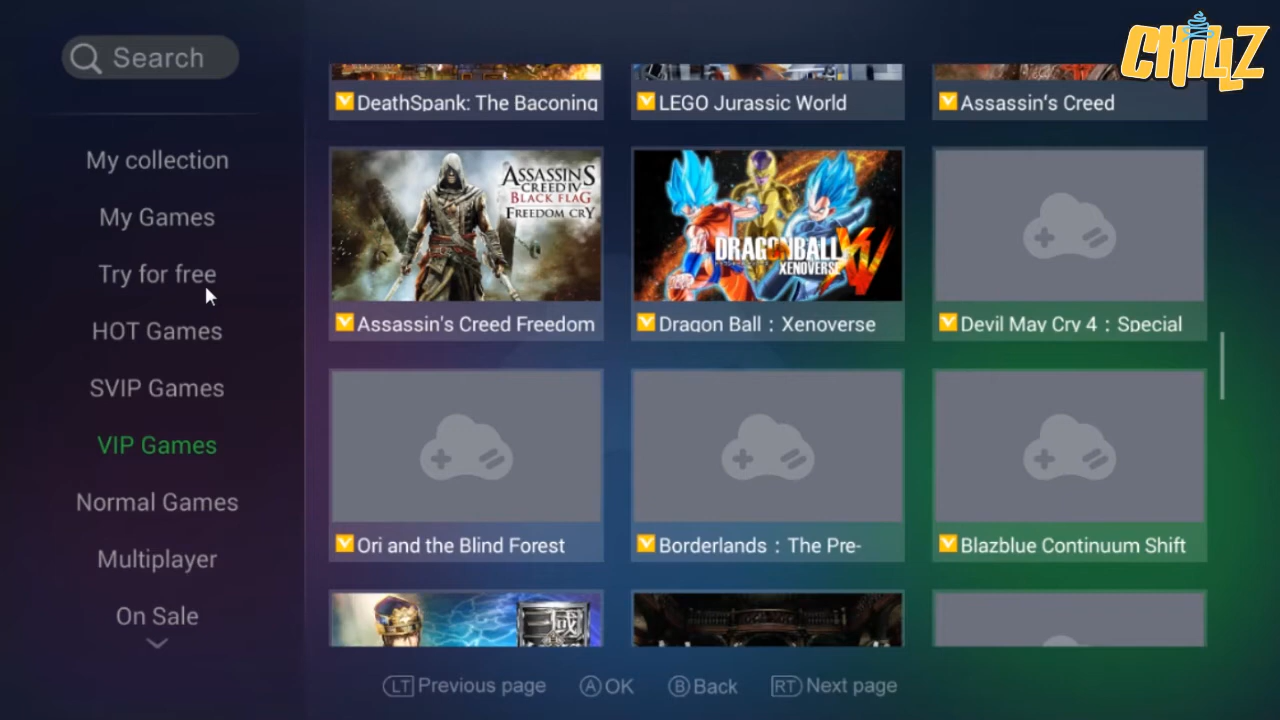 Search
CHiLLZ
My collection
My Games
Try for free
HOT Games
SVIP Games
VIP Games
Normal Games
Multiplayer
On Sale
DeathSpank: The Baconing
LEGO Jurassic World
Assassin's Creed
ASSASSIN'S
CREED IV
BLACK FLAG
FREEDOM CRY
DRAGONBALL
XENOVERSE
XV
Assassin's Creed Freedom
Dragon Ball : Xenoverse
Devil May Cry 4 : Special
Ori and the Blind Forest
Borderlands : The Pre-
Blazblue Continuum Shift
LT Previous page
A OK
B Back
RT Next page